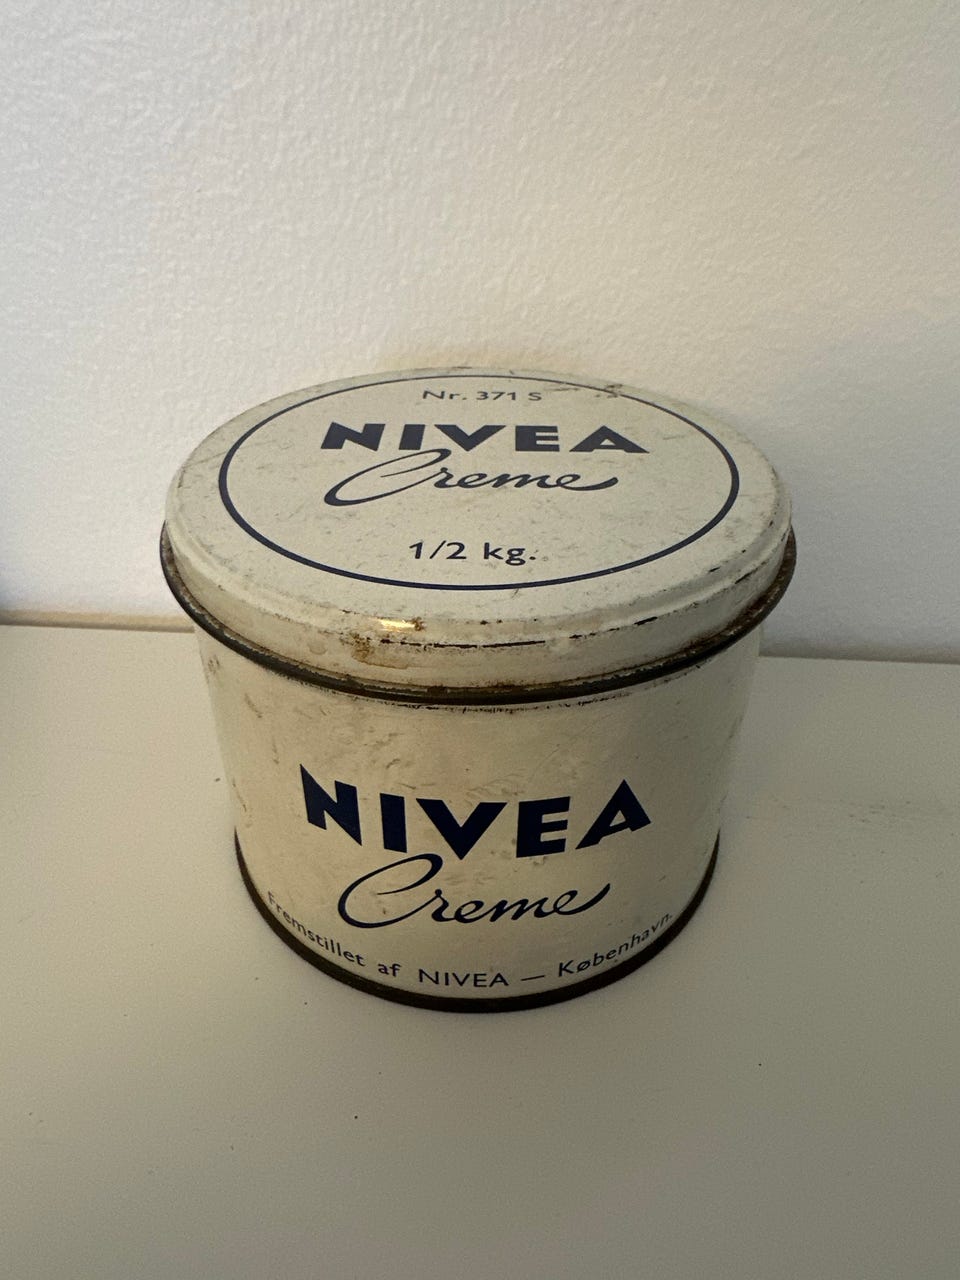 Nr. 371 S
NIVEA
Creme
1/2 kg.
NIVEA
Creme
Fremstillet af NIVEA — København.